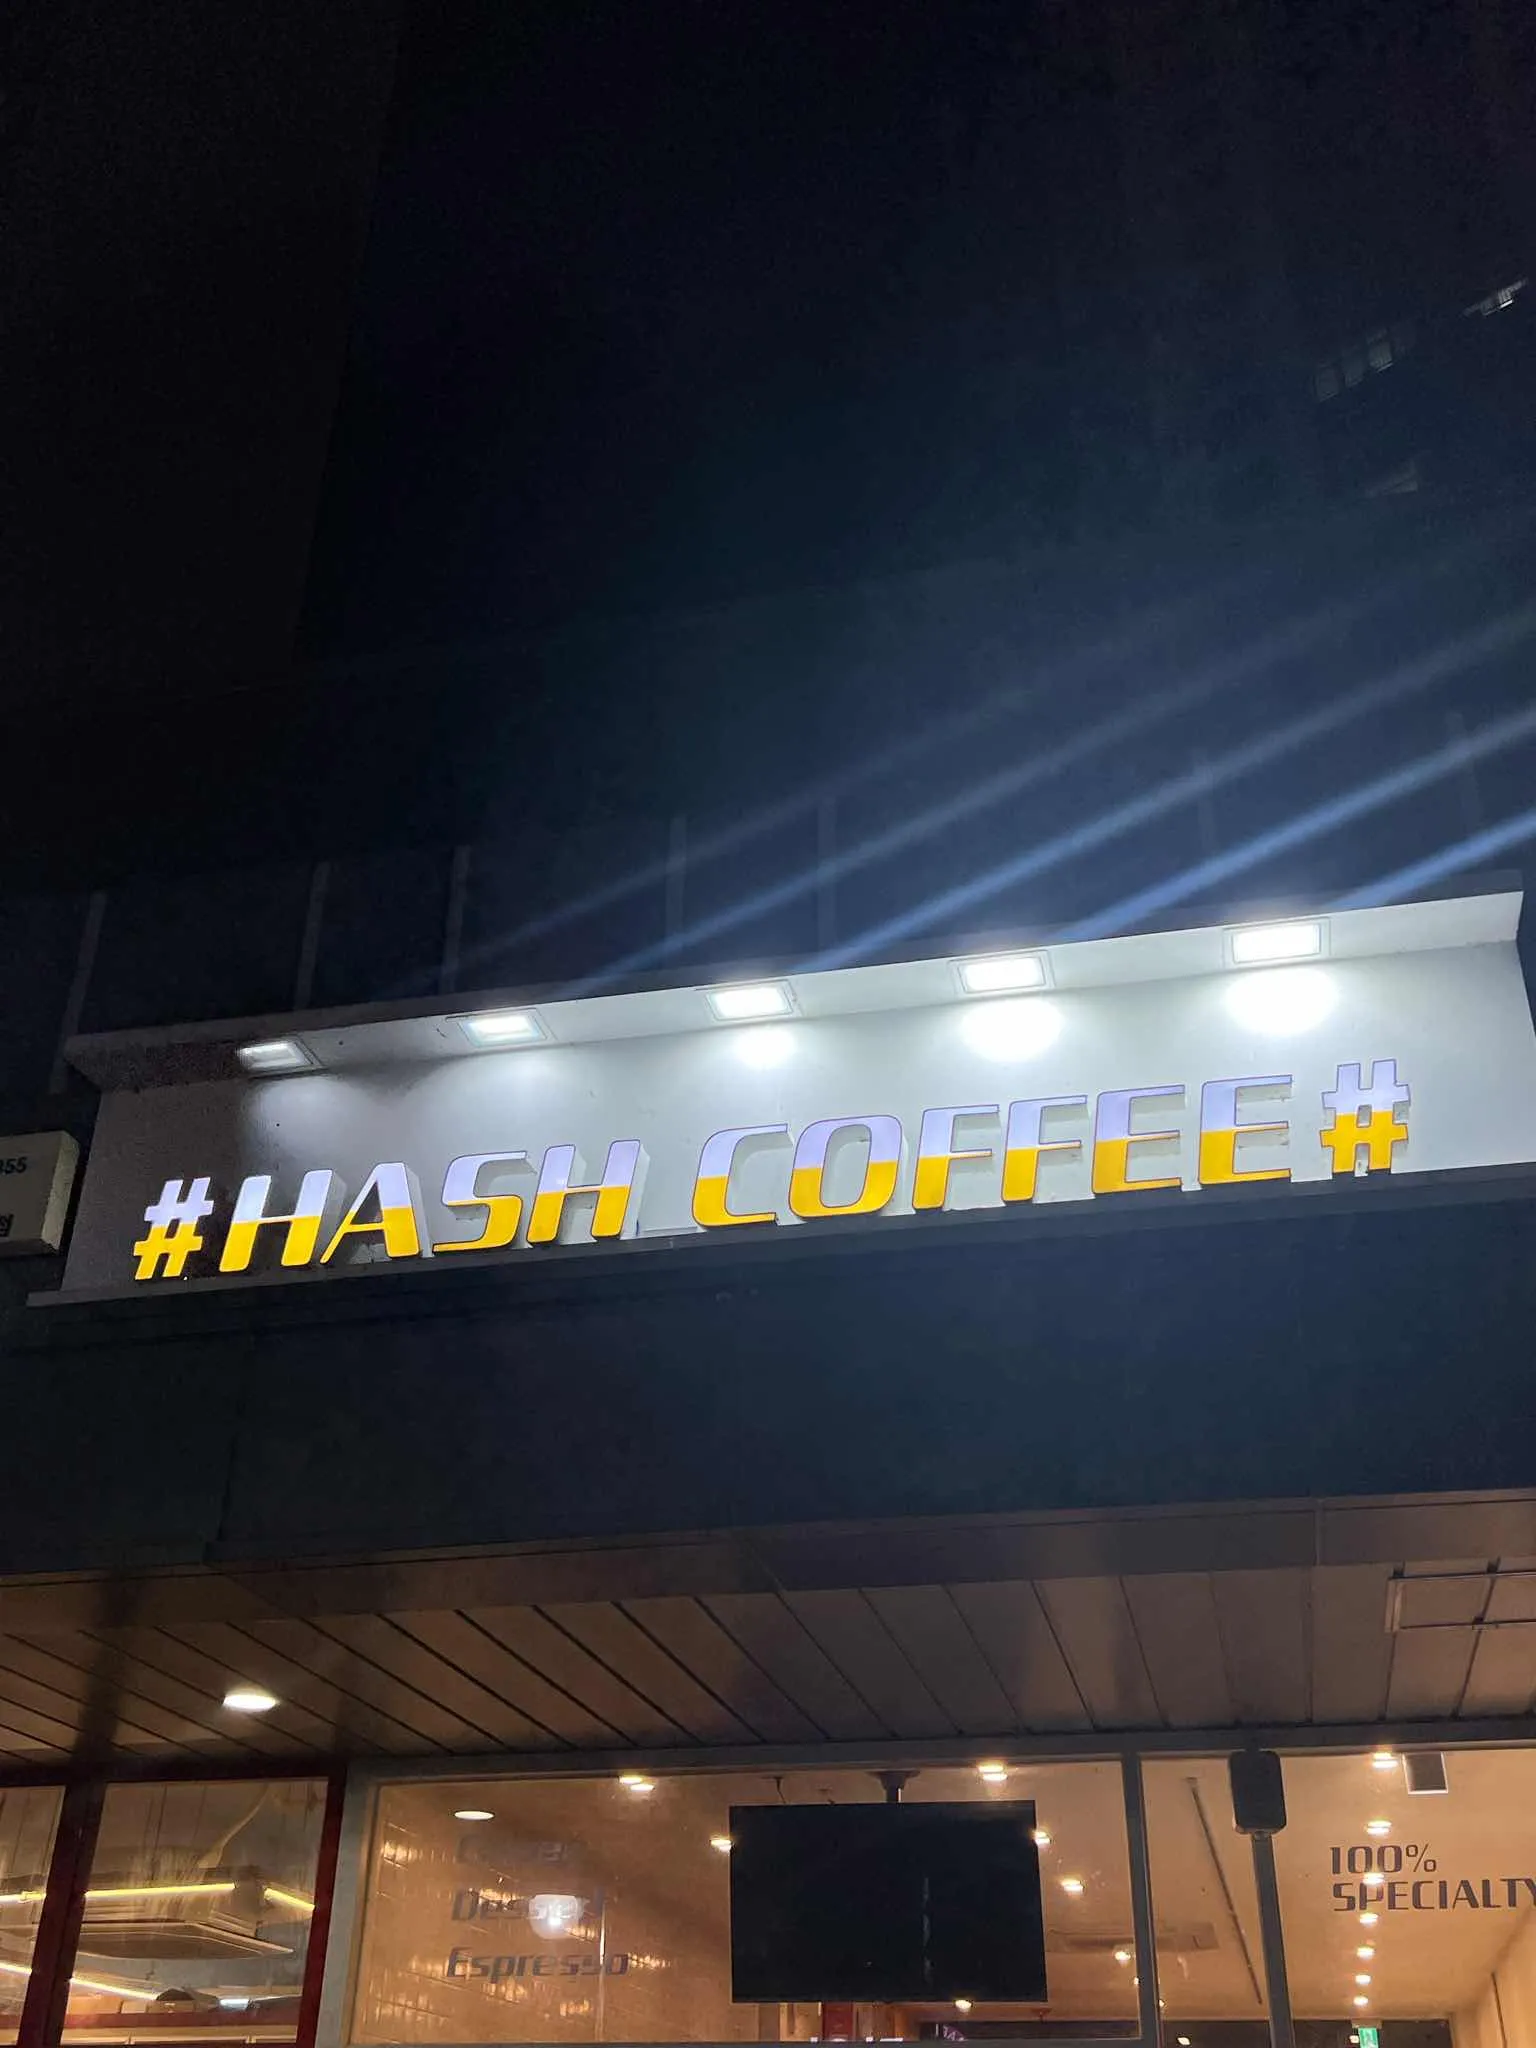 #HASH COFFEE#
Dessert
Espresso
100%
SPECIALTY